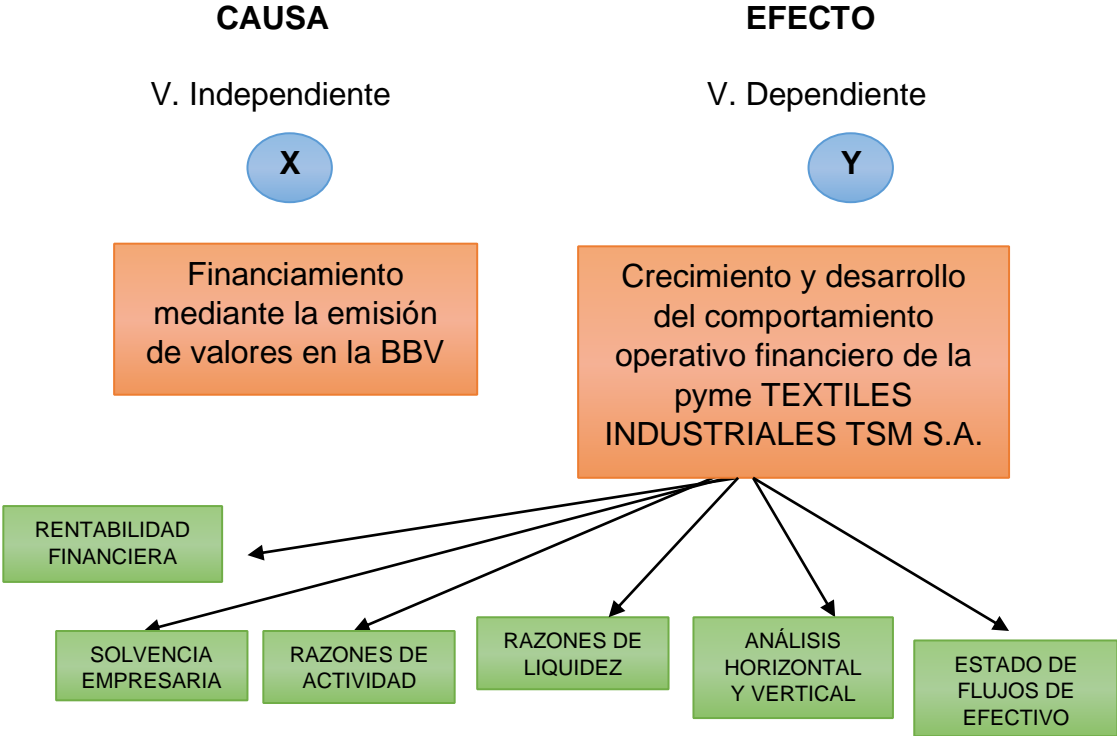 CAUSA
EFECTO
V. Independiente
V. Dependiente
X
Y
Financiamiento
mediante la emisión
de valores en la BBV
Crecimiento y desarrollo
del comportamiento
operativo financiero de la
pyme TEXTILES
INDUSTRIALES TSM S.A.
RENTABILIDAD
FINANCIERA
SOLVENCIA
EMPRESARIA
RAZONES DE
ACTIVIDAD
RAZONES DE
LIQUIDEZ
ANÁLISIS
HORIZONTAL
Y VERTICAL
ESTADO DE
FLUJOS DE
EFECTIVO